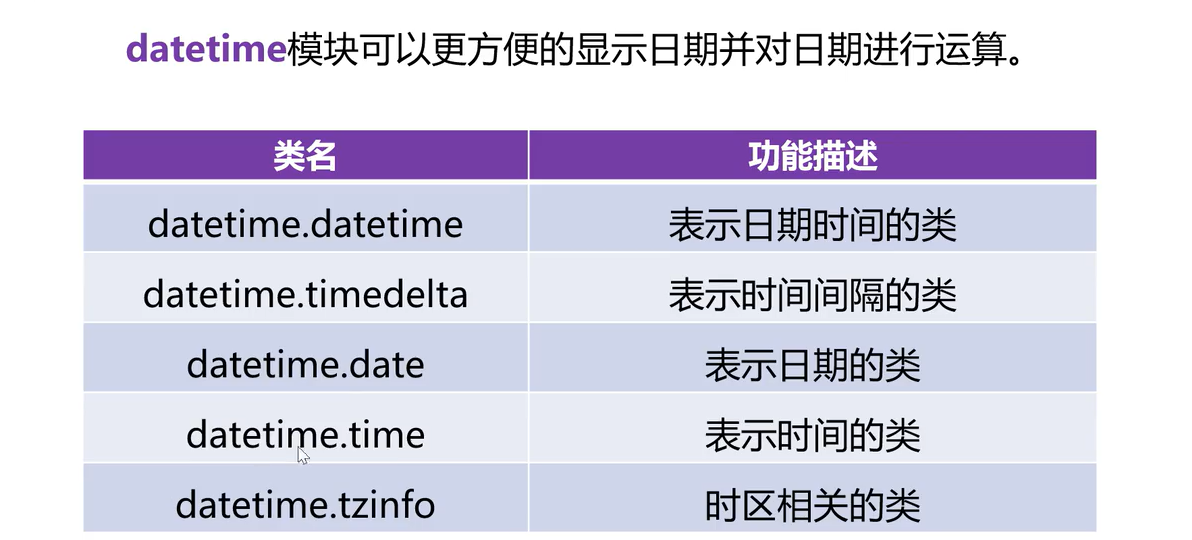 datetime模块可以更方便的显示日期并对日期进行运算。
类名 功能描述
datetime.datetime 表示日期时间的类
datetime.timedelta 表示时间间隔的类
datetime.date 表示日期的类
datetime.time 表示时间的类
datetime.tzinfo 时区相关的类